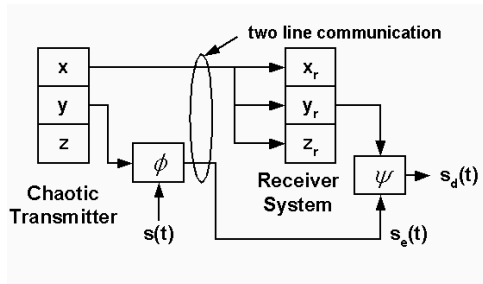 two line communication
x
y
z
x_r
y_r
z_r
ϕ
ψ
s_d(t)
Chaotic
Transmitter
s(t)
Receiver
System
s_e(t)